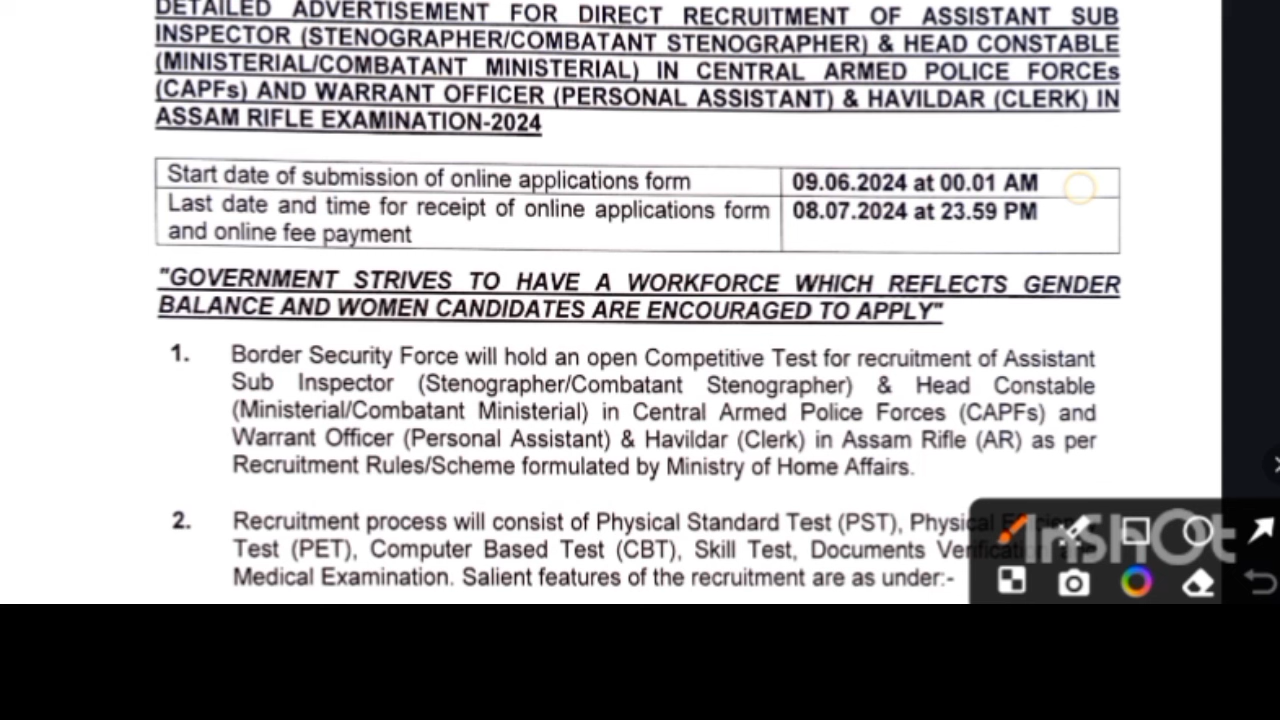 DETAILED ADVERTISEMENT FOR DIRECT RECRUITMENT OF ASSISTANT SUB
INSPECTOR (STENOGRAPHER/COMBATANT STENOGRAPHER) & HEAD CONSTABLE
(MINISTERIAL/COMBATANT MINISTERIAL) IN CENTRAL ARMED POLICE FORCEs
(CAPFs) AND WARRANT OFFICER (PERSONAL ASSISTANT) & HAVILDAR (CLERK) IN
ASSAM RIFLE EXAMINATION-2024
Start date of submission of online applications form 09.06.2024 at 00.01 AM
Last date and time for receipt of online applications form 08.07.2024 at 23.59 PM
and online fee payment
"GOVERNMENT STRIVES TO HAVE A WORKFORCE WHICH REFLECTS GENDER
BALANCE AND WOMEN CANDIDATES ARE ENCOURAGED TO APPLY"
1. Border Security Force will hold an open Competitive Test for recruitment of Assistant
Sub Inspector (Stenographer/Combatant Stenographer) & Head Constable
(Ministerial/Combatant Ministerial) in Central Armed Police Forces (CAPFs) and
Warrant Officer (Personal Assistant) & Havildar (Clerk) in Assam Rifle (AR) as per
Recruitment Rules/Scheme formulated by Ministry of Home Affairs.
2. Recruitment process will consist of Physical Standard Test (PST), Physical
Test (PET), Computer Based Test (CBT), Skill Test, Documents Verification
Medical Examination. Salient features of the recruitment are as under:-
InShOt